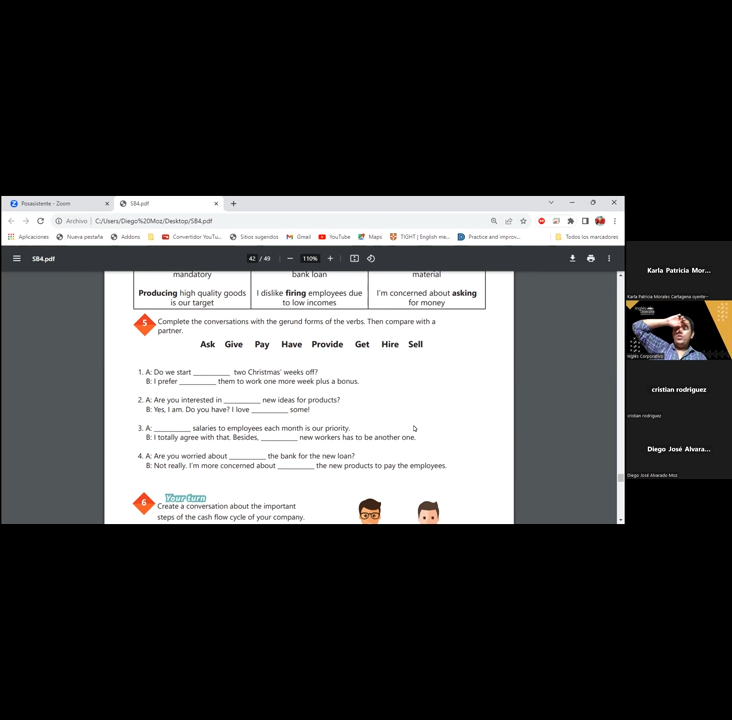 Posasistente - Zoom
SB4.pdf
Archivo
C:/Users/Diego%20Moz/Desktop/SB4.pdf
Aplicaciones
Nueva pestaña
Addons
Convertidor YouTu...
Sitios sugeridos
Gmail
YouTube
Maps
TIGHT | English me...
Practice and improv...
Todos los marcadores
SB4.pdf
42 / 49
110%
mandatory
bank loan
material
Producing high quality goods
is our target
I dislike firing employees due
to low incomes
I'm concerned about asking
for money
5 Complete the conversations with the gerund forms of the verbs. Then compare with a
partner.
Ask Give Pay Have Provide Get Hire Sell
1. A: Do we start __________ two Christmas' weeks off?
B: I prefer __________ them to work one more week plus a bonus.
2. A: Are you interested in __________ new ideas for products?
B: Yes, I am. Do you have? I love __________ some!
3. A: __________ salaries to employees each month is our priority.
B: I totally agree with that. Besides, __________ new workers has to be another one.
4. A: Are you worried about __________ the bank for the new loan?
B: Not really. I'm more concerned about __________ the new products to pay the employees.
6 Your turn
Create a conversation about the important
steps of the cash flow cycle of your company.
Karla Patricia Mor...
Karla Patricia Morales Cartagena oyente
Inglés Corporativo
cristian rodriguez
cristian rodriguez
Diego José Alvara...
Diego José Alvarado Moz